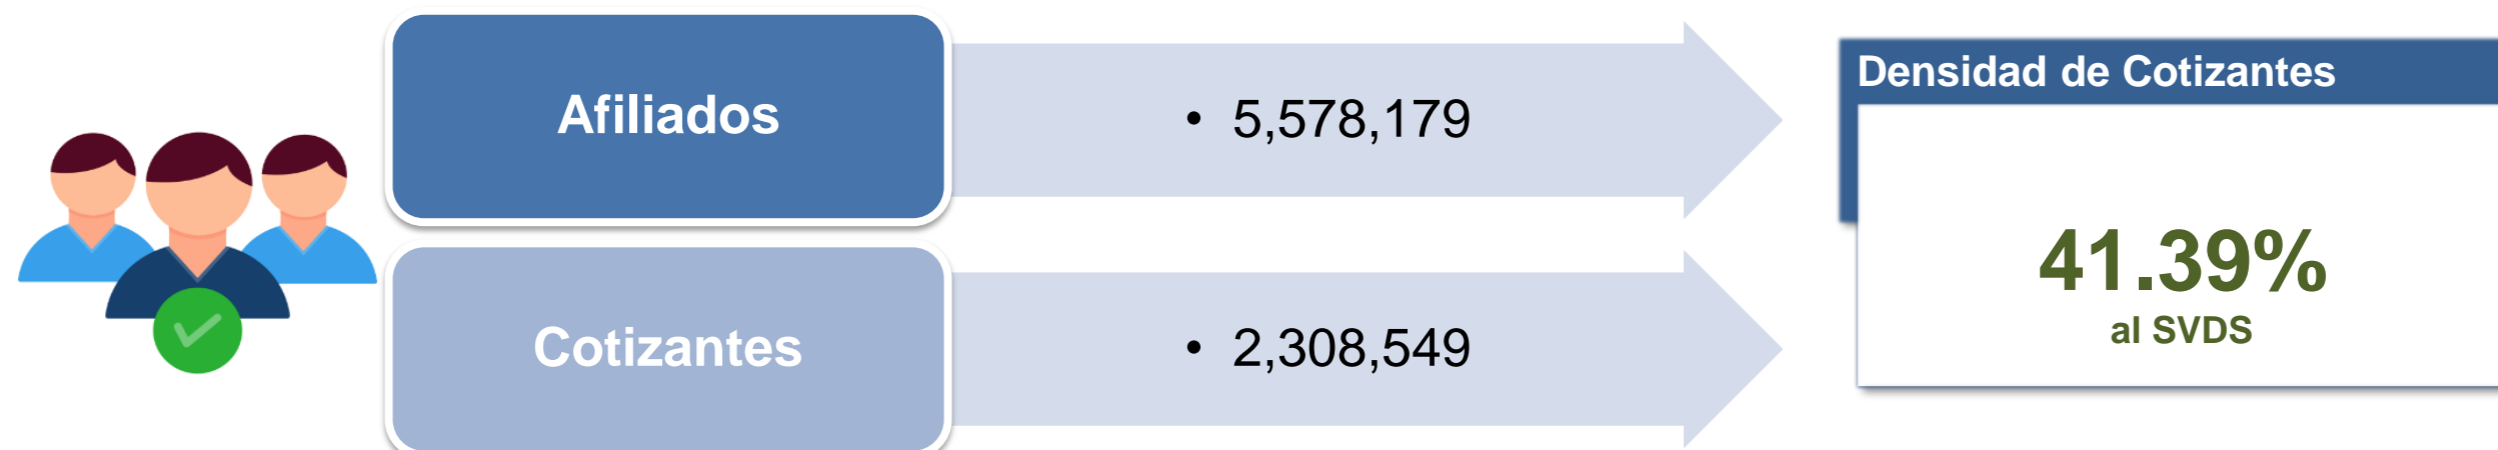 Afiliados
• 5,578,179
Cotizantes
• 2,308,549
Densidad de Cotizantes
41.39%
al SVDS